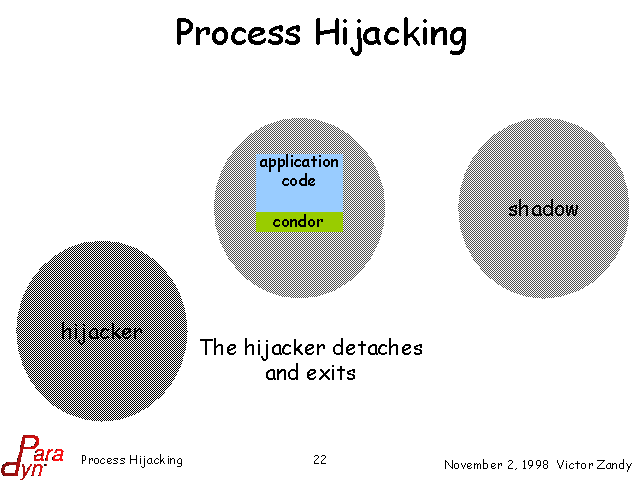 Process Hijacking
application
code
condor
shadow
hijacker
The hijacker detaches
and exits
Para
dyn
Process Hijacking
22
November 2, 1998 Victor Zandy